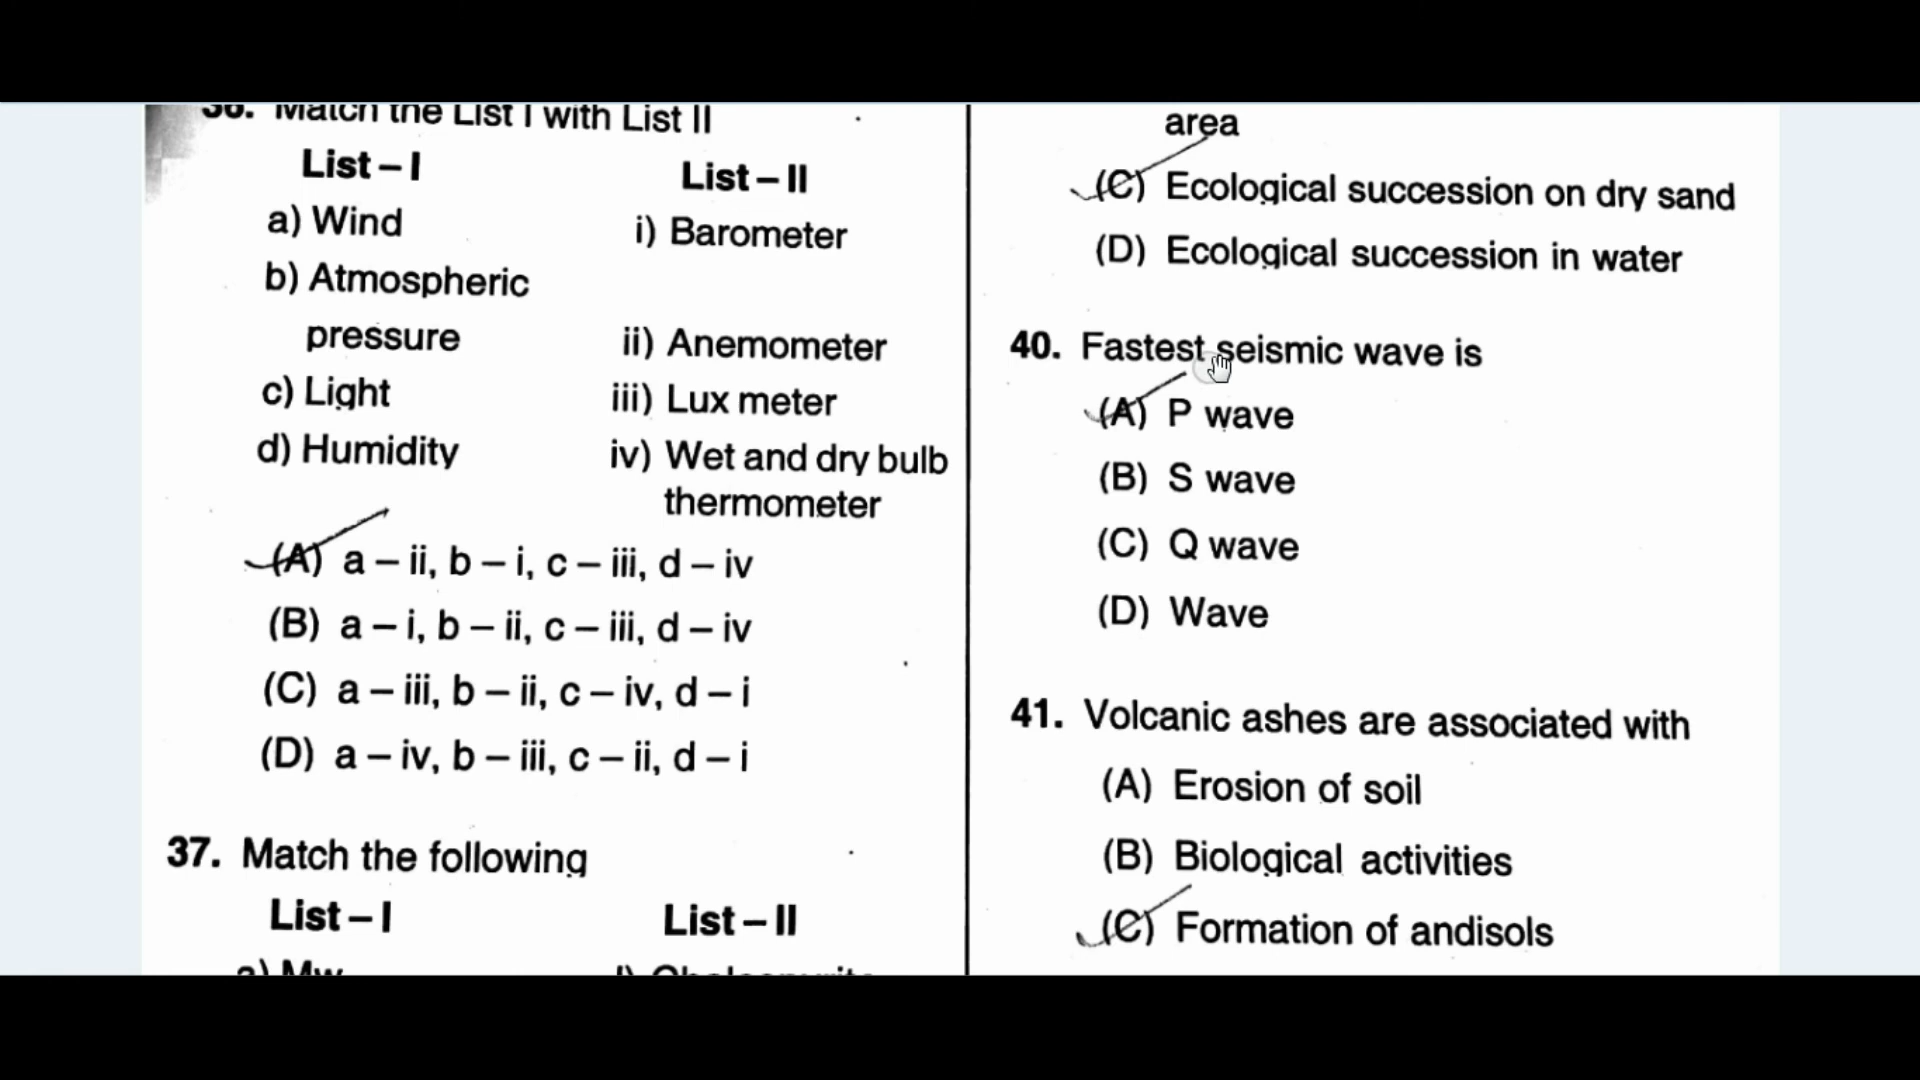 36. Match the List I with List II
List – I List – II
a) Wind i) Barometer
b) Atmospheric
pressure ii) Anemometer
c) Light iii) Lux meter
d) Humidity iv) Wet and dry bulb
thermometer
(A) a – ii, b – i, c – iii, d – iv
(B) a – i, b – ii, c – iii, d – iv
(C) a – iii, b – ii, c – iv, d – i
(D) a – iv, b – iii, c – ii, d – i
37. Match the following
List – I List – II
a) Mw
area
(C) Ecological succession on dry sand
(D) Ecological succession in water
40. Fastest seismic wave is
(A) P wave
(B) S wave
(C) Q wave
(D) Wave
41. Volcanic ashes are associated with
(A) Erosion of soil
(B) Biological activities
(C) Formation of andisols